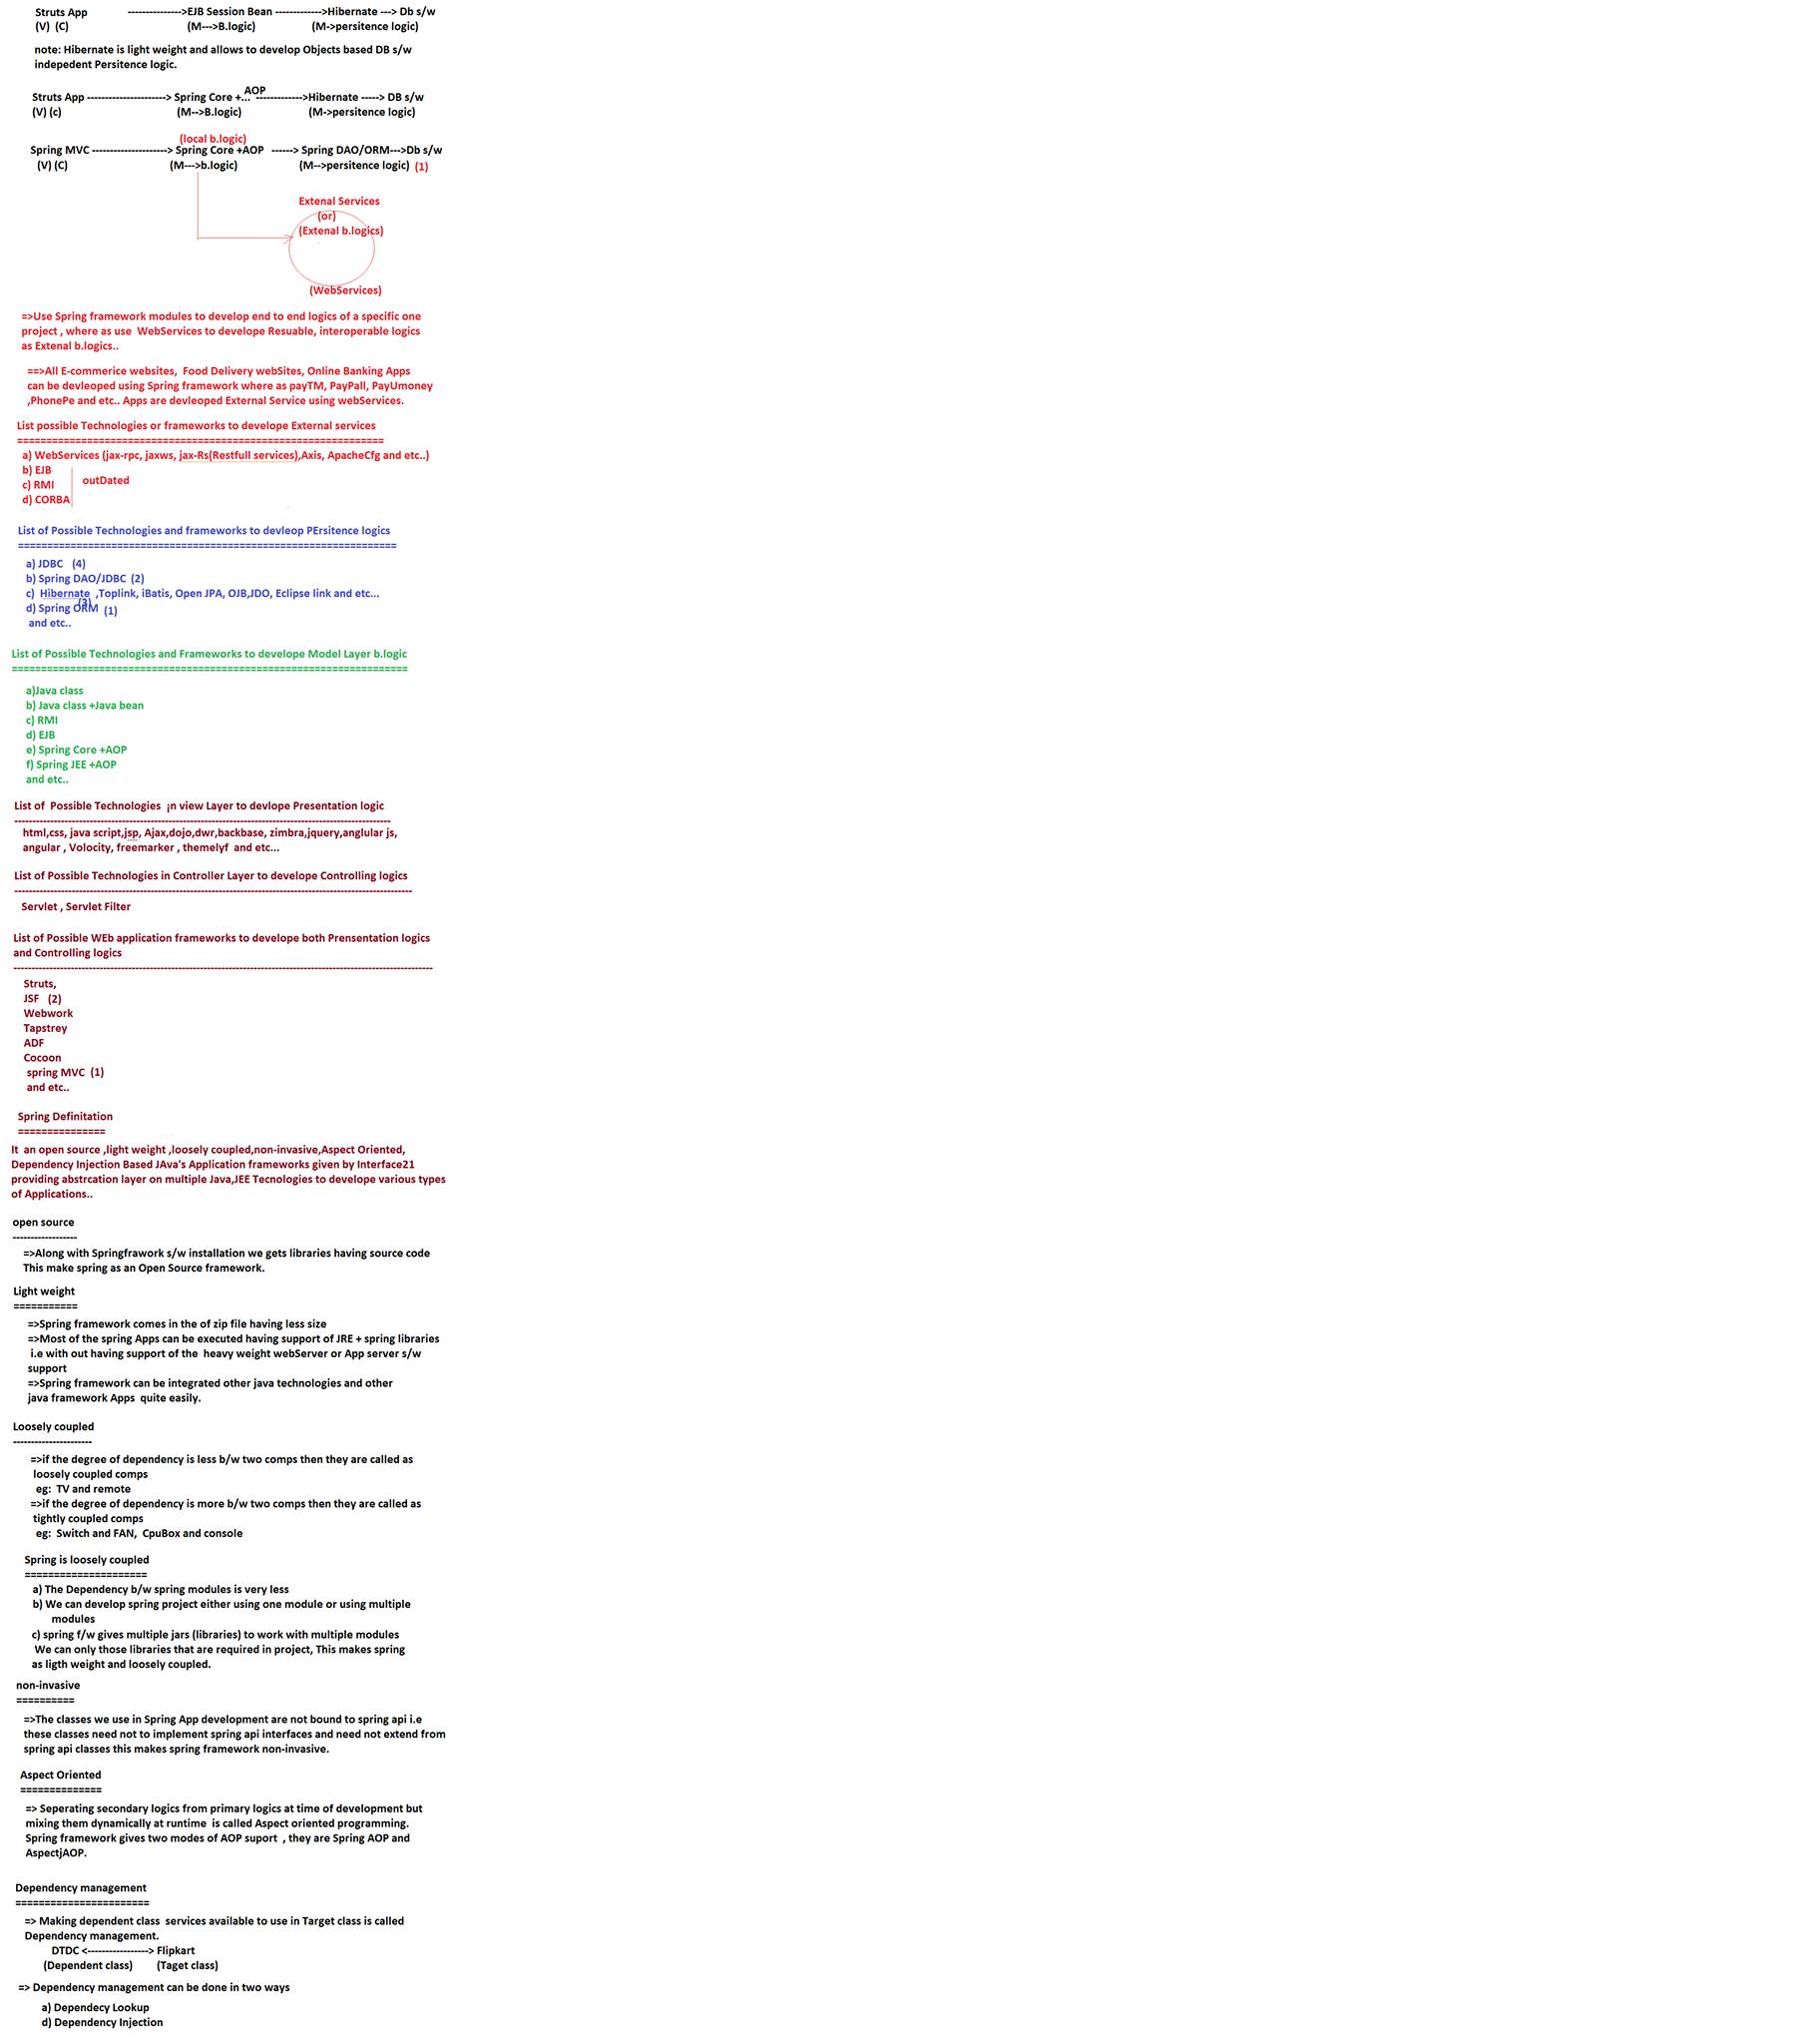 Struts App -------------->EJB Session Bean ------------->Hibernate ---> Db s/w
(V) (C) (M--->B.logic) (M->persitence logic)
note: Hibernate is light weight and allows to develop Objects based DB s/w
indepedent Persitence logic.
AOP
Struts App ----------------------> Spring Core +... ------------->Hibernate -----> DB s/w
(V) (c) (M-->B.logic) (M->persitence logic)
(local b.logic)
Spring MVC ---------------------> Spring Core +AOP ------> Spring DAO/ORM--->Db s/w
(V) (C) (M--->b.logic) (M-->persitence logic) (1)
Extenal Services
(or)
(Extenal b.logics)
(WebServices)
=>Use Spring framework modules to develop end to end logics of a specific one
project , where as use WebServices to develope Resuable, interoperable logics
as Extenal b.logics..
==>All E-commerice websites, Food Delivery webSites, Online Banking Apps
can be devleoped using Spring framework where as payTM, PayPall, PayUmoney
,PhonePe and etc.. Apps are devleoped External Service using webServices.
List possible Technologies or frameworks to develope External services
==============================================================
a) WebServices (jax-rpc, jaxws, jax-Rs(Restfull services),Axis, ApacheCfg and etc..)
b) EJB
c) RMI outDated
d) CORBA
List of Possible Technologies and frameworks to devleop PErsitence logics
================================================================
a) JDBC (4)
b) Spring DAO/JDBC (2)
c) Hibernate ,Toplink, iBatis, Open JPA, OJB,JDO, Eclipse link and etc...
(3)
d) Spring ORM (1)
and etc..
List of Possible Technologies and Frameworks to develope Model Layer b.logic
===================================================================
a)Java class
b) Java class +Java bean
c) RMI
d) EJB
e) Spring Core +AOP
f) Spring JEE +AOP
and etc..
List of Possible Technologies ¡n view Layer to devlope Presentation logic
---------------------------------------------------------------------------------------------------------
html,css, java script,jsp, Ajax,dojo,dwr,backbase, zimbra,jquery,anglular js,
angular , Volocity, freemarker , themelyf and etc...
List of Possible Technologies in Controller Layer to develope Controlling logics
---------------------------------------------------------------------------------------------------------------
Servlet , Servlet Filter
List of Possible WEb application frameworks to develope both Prensentation logics
and Controlling logics
---------------------------------------------------------------------------------------------------------------------
Struts,
JSF (2)
Webwork
Tapstrey
ADF
Cocoon
spring MVC (1)
and etc..
Spring Definitation
===============
It an open source ,light weight ,loosely coupled,non-invasive,Aspect Oriented,
Dependency Injection Based JAva's Application frameworks given by Interface21
providing abstrcation layer on multiple Java,JEE Tecnologies to develope various types
of Applications..
open source
------------------
=>Along with Springfrawork s/w installation we gets libraries having source code
This make spring as an Open Source framework.
Light weight
===========
=>Spring framework comes in the of zip file having less size
=>Most of the spring Apps can be executed having support of JRE + spring libraries
i.e with out having support of the heavy weight webServer or App server s/w
support
=>Spring framework can be integrated other java technologies and other
java framework Apps quite easily.
Loosely coupled
----------------------
=>if the degree of dependency is less b/w two comps then they are called as
loosely coupled comps
eg: TV and remote
=>if the degree of dependency is more b/w two comps then they are called as
tightly coupled comps
eg: Switch and FAN, CpuBox and console
Spring is loosely coupled
=====================
a) The Dependency b/w spring modules is very less
b) We can develop spring project either using one module or using multiple
modules
c) spring f/w gives multiple jars (libraries) to work with multiple modules
We can only those libraries that are required in project, This makes spring
as ligth weight and loosely coupled.
non-invasive
==========
=>The classes we use in Spring App development are not bound to spring api i.e
these classes need not to implement spring api interfaces and need not extend from
spring api classes this makes spring framework non-invasive.
Aspect Oriented
==============
=> Seperating secondary logics from primary logics at time of development but
mixing them dynamically at runtime is called Aspect oriented programming.
Spring framework gives two modes of AOP suport , they are Spring AOP and
AspectjAOP.
Dependency management
=======================
=> Making dependent class services available to use in Target class is called
Dependency management.
DTDC <-----------------> Flipkart
(Dependent class) (Taget class)
=> Dependency management can be done in two ways
a) Dependecy Lookup
d) Dependency Injection